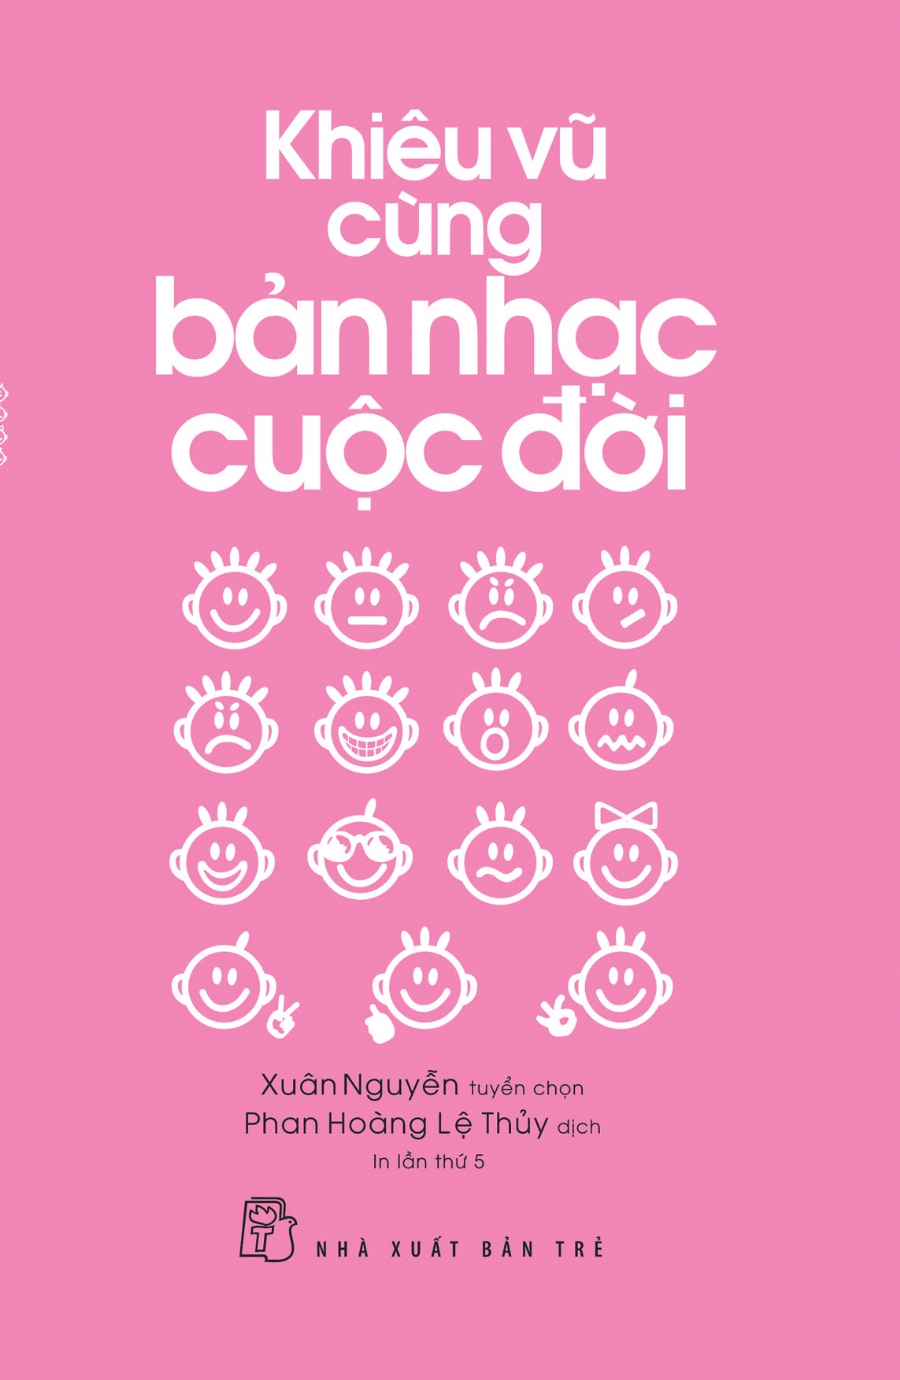 Khiêu vũ
cùng
bản nhạc
cuộc đời
Xuân Nguyễn tuyển chọn
Phan Hoàng Lệ Thủy dịch
In lần thứ 5
T
NHÀ XUẤT BẢN TRẺ